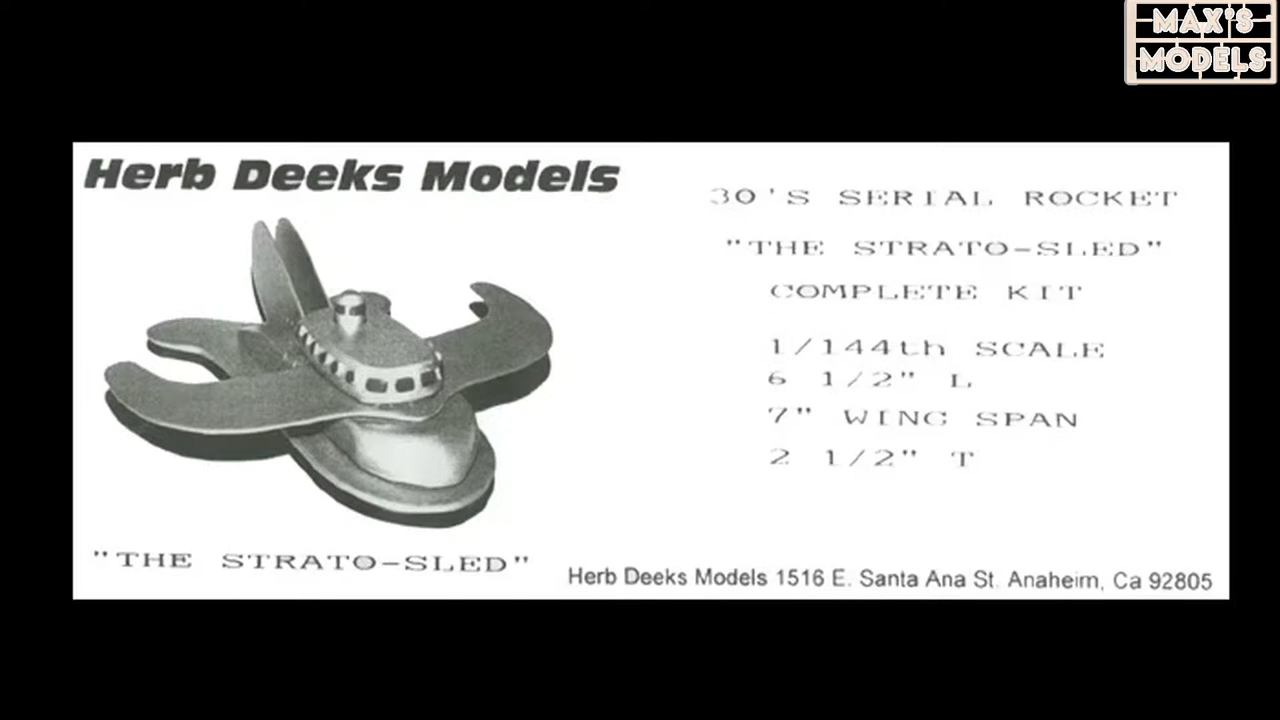 MAX'S
MODELS
Herb Deeks Models
30'S SERIAL ROCKET
"THE STRATO-SLED"
COMPLETE KIT
1/144th SCALE
6 1/2" L
7" WING SPAN
2 1/2" T
"THE STRATO-SLED"
Herb Deeks Models 1516 E. Santa Ana St. Anaheim, Ca 92805